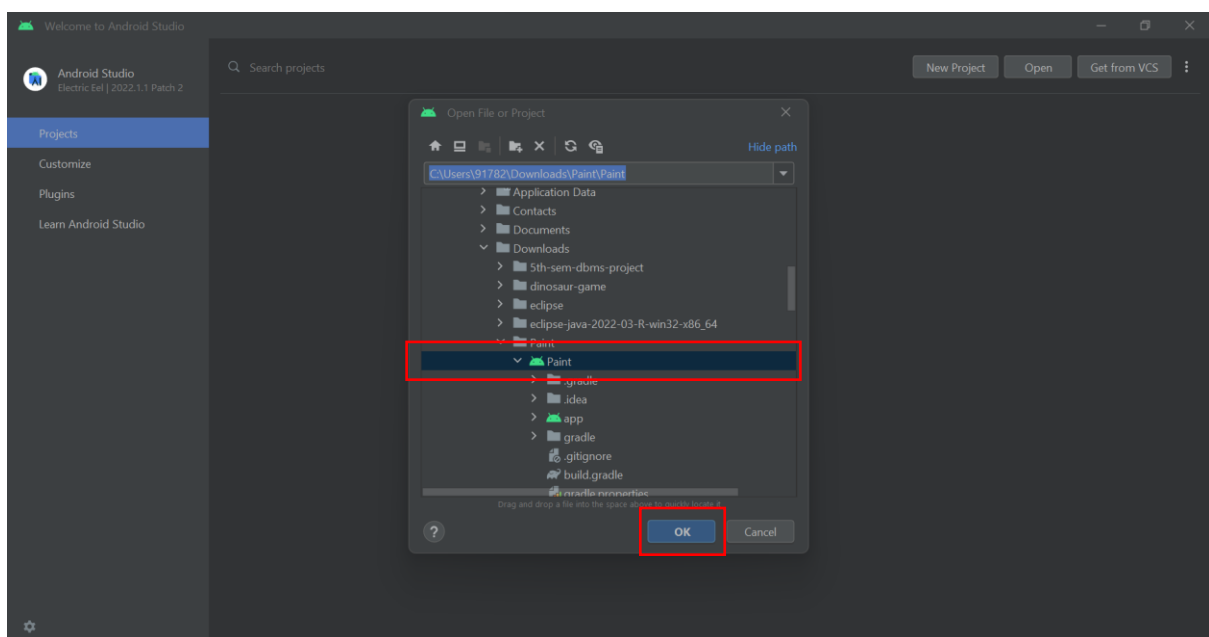 Welcome to Android Studio
Android Studio
Electric Eel | 2022.1.1 Patch 2
Search projects
New Project
Open
Get from VCS
Projects
Customize
Plugins
Learn Android Studio
Open File or Project
Hide path
C:\Users\91782\Downloads\Paint\Paint
Application Data
Contacts
Documents
Downloads
5th-sem-dbms-project
dinosaur-game
eclipse
eclipse-java-2022-03-R-win32-x86_64
Paint
Paint
.gradle
.idea
app
gradle
.gitignore
build.gradle
gradle.properties
Drag and drop a file into the space above to quickly locate it
?
OK
Cancel